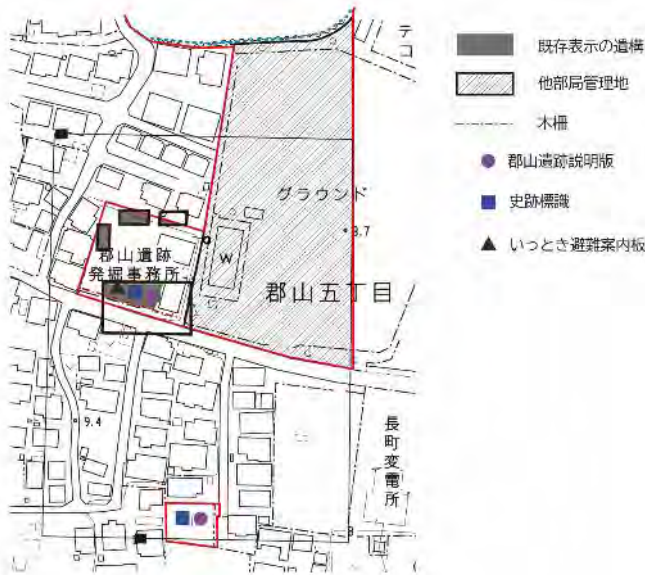 テ
コ
グラウンド
3.7
W
郡山遺跡
発掘事務所
郡山五丁目
9.4
長町変電所
既存表示の遺構
他部局管理地
木柵
郡山遺跡説明版
史跡標識
いっとき避難案内板